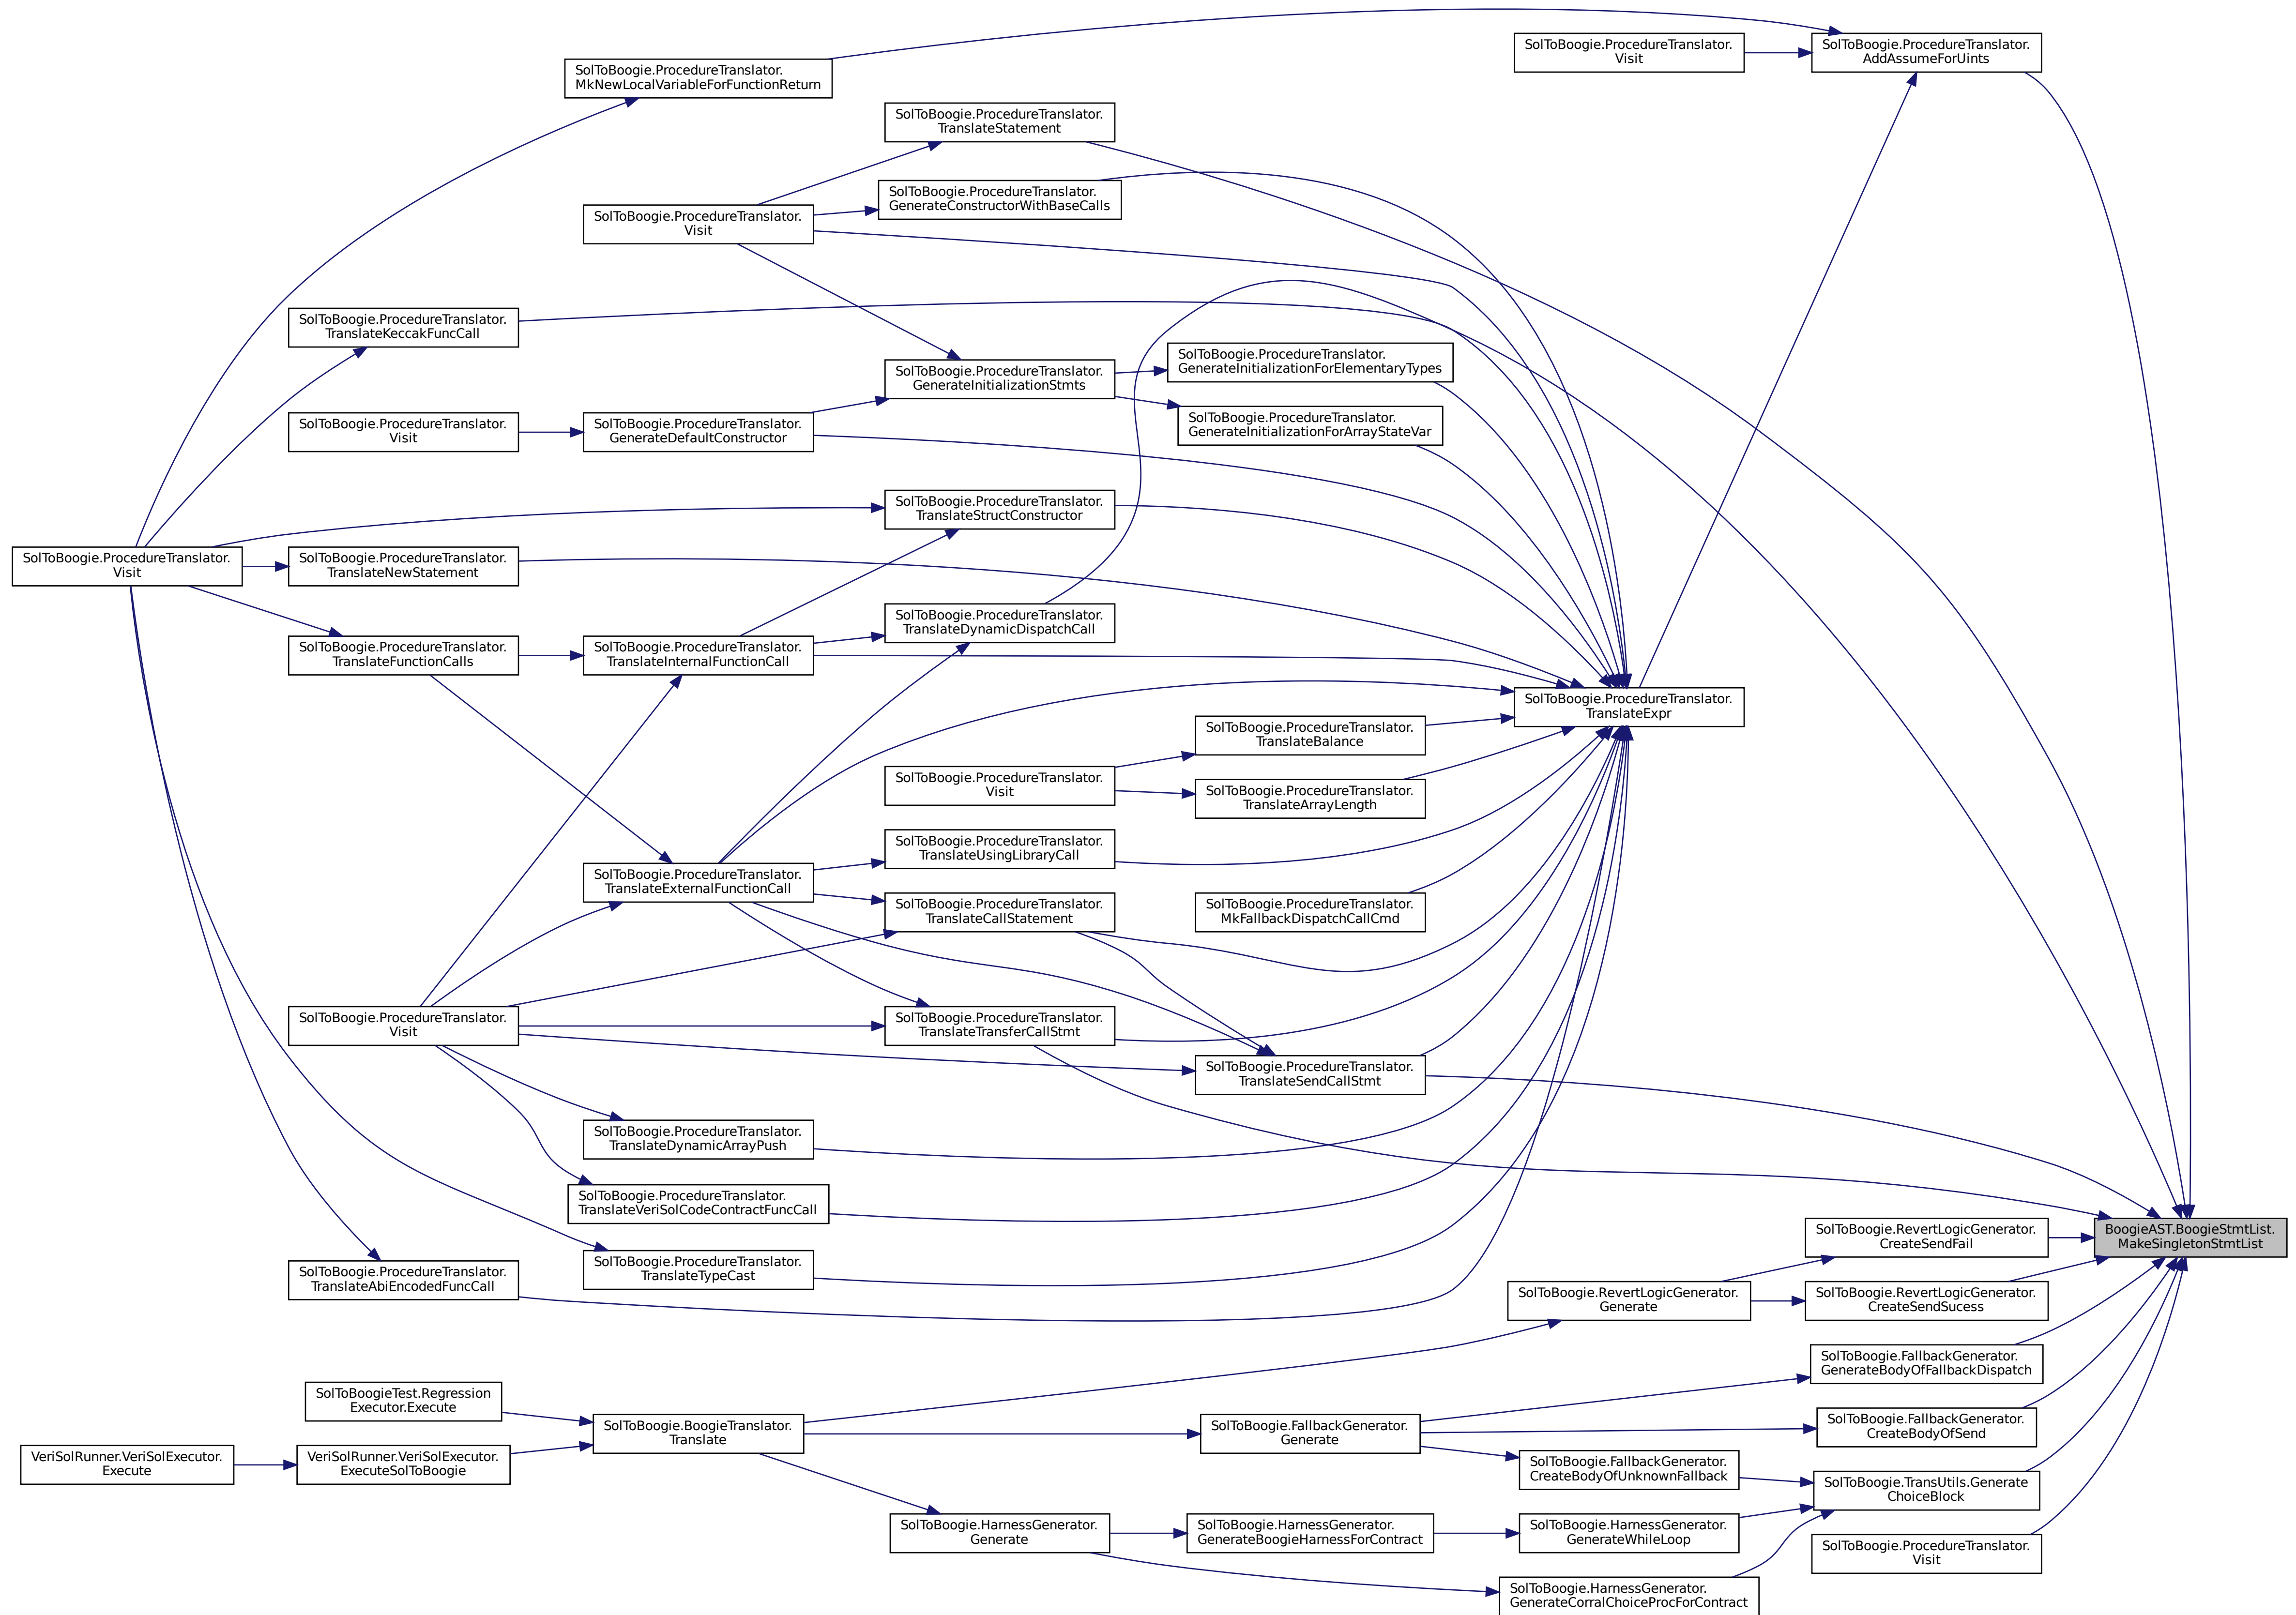 SolToBoogie.ProcedureTranslator.
Visit
SolToBoogie.ProcedureTranslator.
AddAssumeForUints
SolToBoogie.ProcedureTranslator.
MkNewLocalVariableForFunctionReturn
SolToBoogie.ProcedureTranslator.
TranslateStatement
SolToBoogie.ProcedureTranslator.
GenerateConstructorWithBaseCalls
SolToBoogie.ProcedureTranslator.
Visit
SolToBoogie.ProcedureTranslator.
TranslateKeccakFuncCall
SolToBoogie.ProcedureTranslator.
GenerateInitializationForElementaryTypes
SolToBoogie.ProcedureTranslator.
GenerateInitializationStmts
SolToBoogie.ProcedureTranslator.
GenerateInitializationForArrayStateVar
SolToBoogie.ProcedureTranslator.
Visit
SolToBoogie.ProcedureTranslator.
GenerateDefaultConstructor
SolToBoogie.ProcedureTranslator.
TranslateStructConstructor
SolToBoogie.ProcedureTranslator.
Visit
SolToBoogie.ProcedureTranslator.
TranslateNewStatement
SolToBoogie.ProcedureTranslator.
TranslateDynamicDispatchCall
SolToBoogie.ProcedureTranslator.
TranslateFunctionCalls
SolToBoogie.ProcedureTranslator.
TranslateInternalFunctionCall
SolToBoogie.ProcedureTranslator.
TranslateExpr
SolToBoogie.ProcedureTranslator.
TranslateBalance
SolToBoogie.ProcedureTranslator.
Visit
SolToBoogie.ProcedureTranslator.
TranslateArrayLength
SolToBoogie.ProcedureTranslator.
TranslateUsingLibraryCall
SolToBoogie.ProcedureTranslator.
TranslateExternalFunctionCall
SolToBoogie.ProcedureTranslator.
TranslateCallStatement
SolToBoogie.ProcedureTranslator.
MkFallbackDispatchCallCmd
SolToBoogie.ProcedureTranslator.
Visit
SolToBoogie.ProcedureTranslator.
TranslateTransferCallStmt
SolToBoogie.ProcedureTranslator.
TranslateSendCallStmt
SolToBoogie.ProcedureTranslator.
TranslateDynamicArrayPush
SolToBoogie.ProcedureTranslator.
TranslateVeriSolCodeContractFuncCall
SolToBoogie.RevertLogicGenerator.
CreateSendFail
BoogieAST.BoogieStmtList.
MakeSingletonStmtList
SolToBoogie.ProcedureTranslator.
TranslateTypeCast
SolToBoogie.ProcedureTranslator.
TranslateAbiEncodedFuncCall
SolToBoogie.RevertLogicGenerator.
Generate
SolToBoogie.RevertLogicGenerator.
CreateSendSucess
SolToBoogie.FallbackGenerator.
GenerateBodyOfFallbackDispatch
SolToBoogieTest.Regression
Executor.Execute
SolToBoogie.BoogieTranslator.
Translate
SolToBoogie.FallbackGenerator.
Generate
SolToBoogie.FallbackGenerator.
CreateBodyOfSend
VeriSolRunner.VeriSolExecutor.
Execute
VeriSolRunner.VeriSolExecutor.
ExecuteSolToBoogie
SolToBoogie.FallbackGenerator.
CreateBodyOfUnknownFallback
SolToBoogie.TransUtils.Generate
ChoiceBlock
SolToBoogie.HarnessGenerator.
Generate
SolToBoogie.HarnessGenerator.
GenerateBoogieHarnessForContract
SolToBoogie.HarnessGenerator.
GenerateWhileLoop
SolToBoogie.ProcedureTranslator.
Visit
SolToBoogie.HarnessGenerator.
GenerateCorralChoiceProcForContract